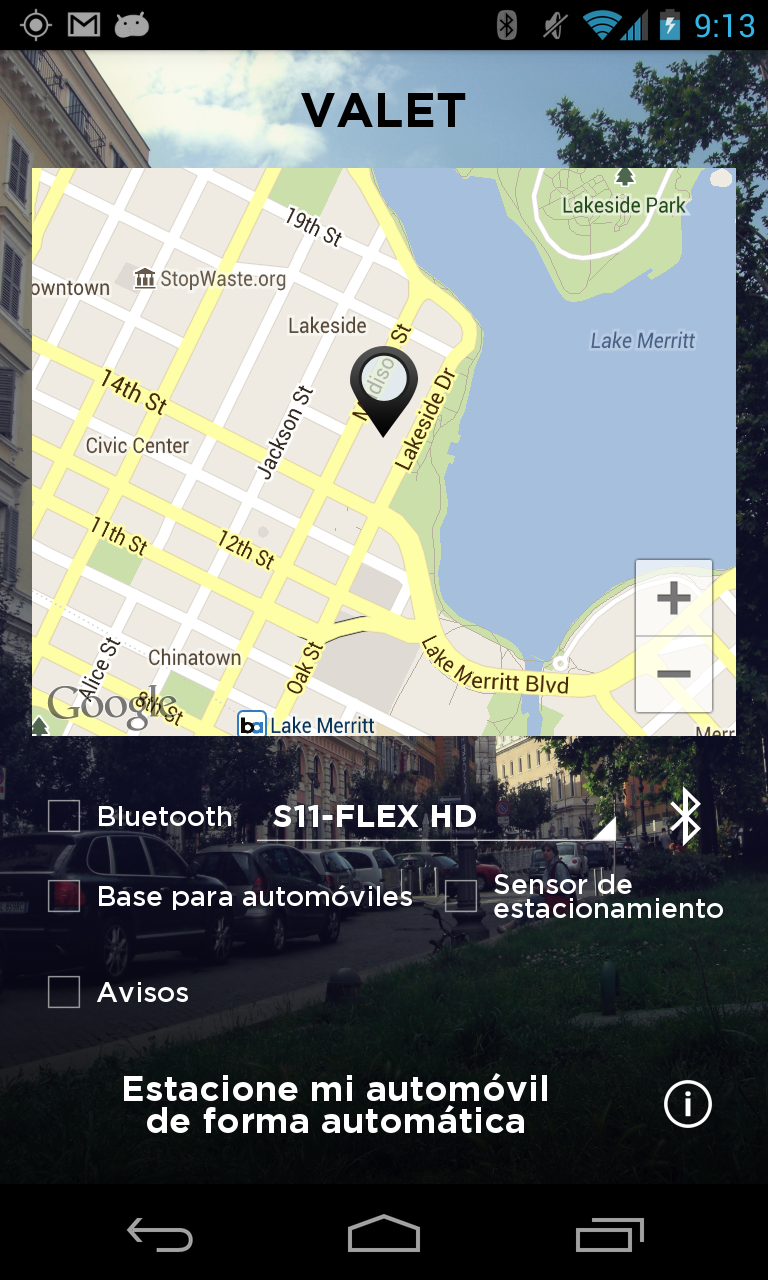 9:13
VALET
19th St
Lakeside Park
StopWaste.org
owntown
Lakeside
Lake Merritt
14th St
Jackson St
Lakeside Dr
Civic Center
11th St
12th St
Chinatown
Alice St
Oak St
Lake Merritt Blvd
Google
8th St
ba Lake Merritt
Merr
Bluetooth S11-FLEX HD
Base para automóviles
Sensor de
estacionamiento
Avisos
Estacione mi automóvil
de forma automática